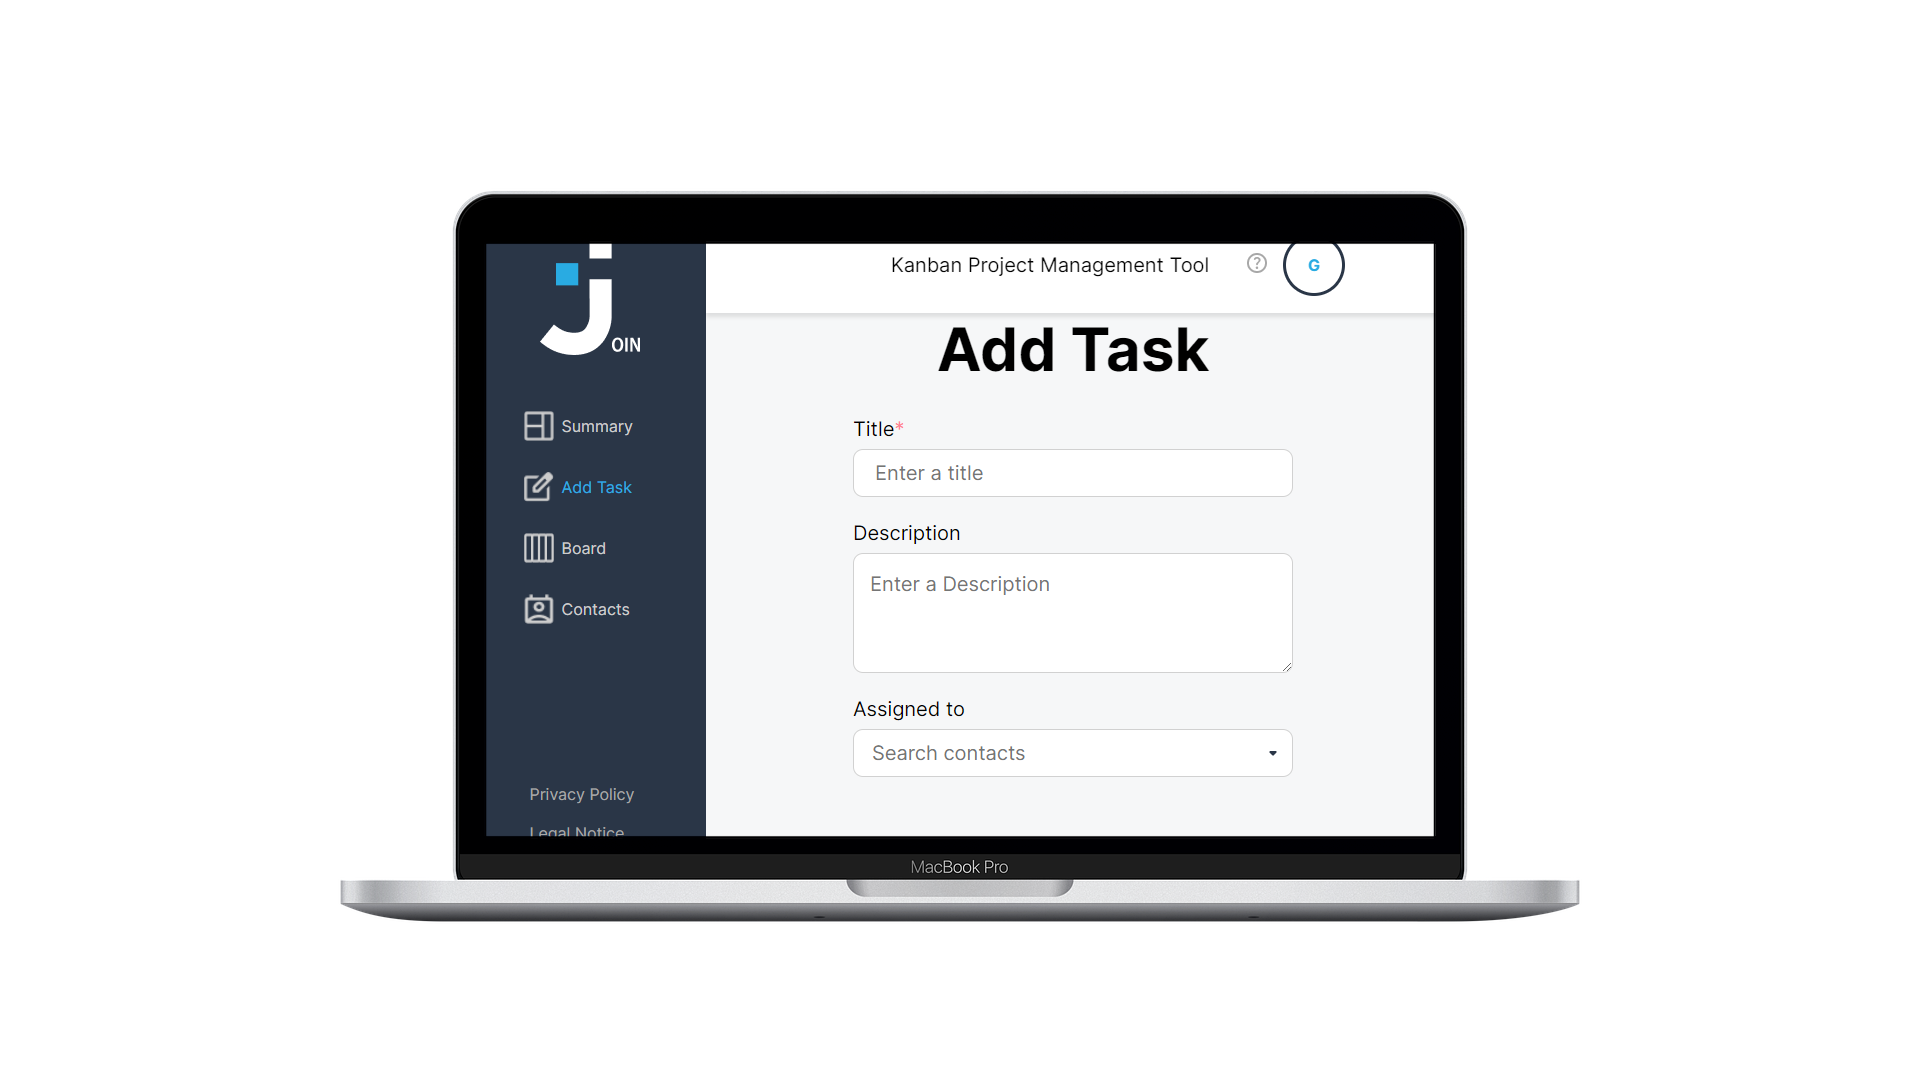 JOIN
Summary
Add Task
Board
Contacts
Privacy Policy
Legal Notice
Kanban Project Management Tool
?
G
Add Task
Title*
Enter a title
Description
Enter a Description
Assigned to
Search contacts
MacBook Pro